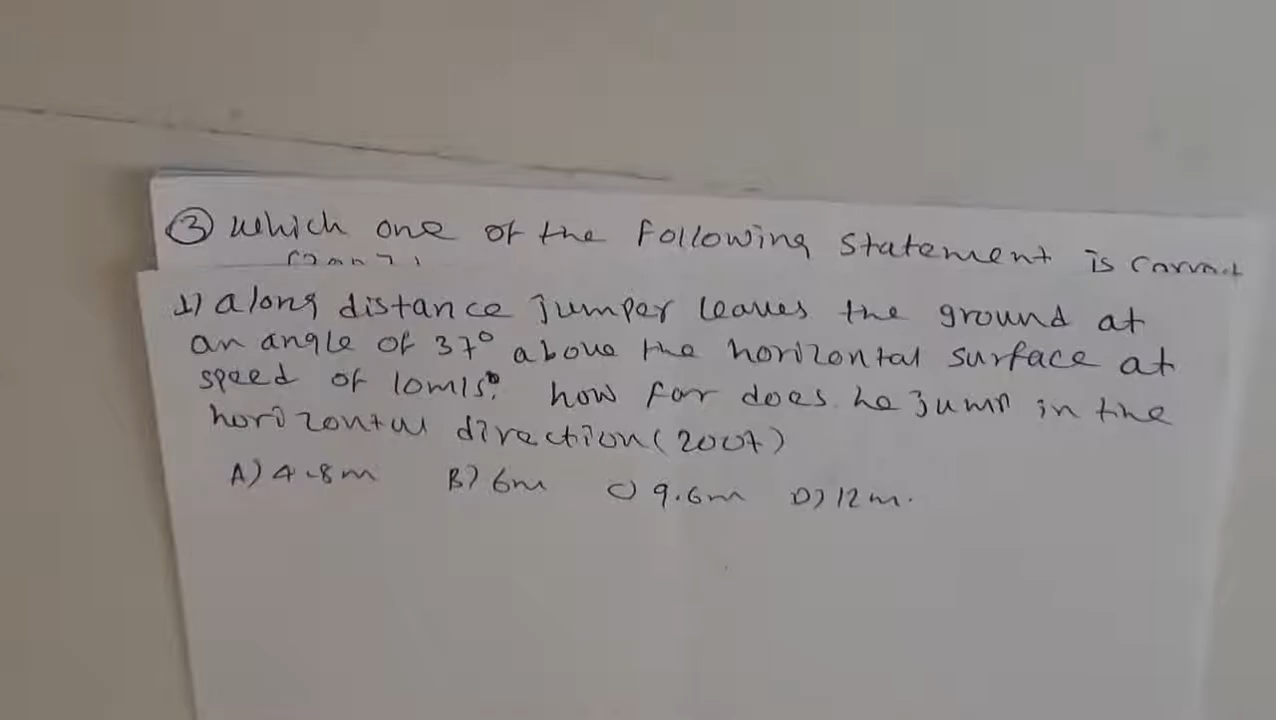 ③ which one of the following statement is
1) a long distance jumper leaves the ground at
an angle of 37° above the horizontal surface at
speed of 10m/s. how far does he jump in the
horizontal direction (2007)
A) 4.8m B) 6m C) 9.6m D) 12m.